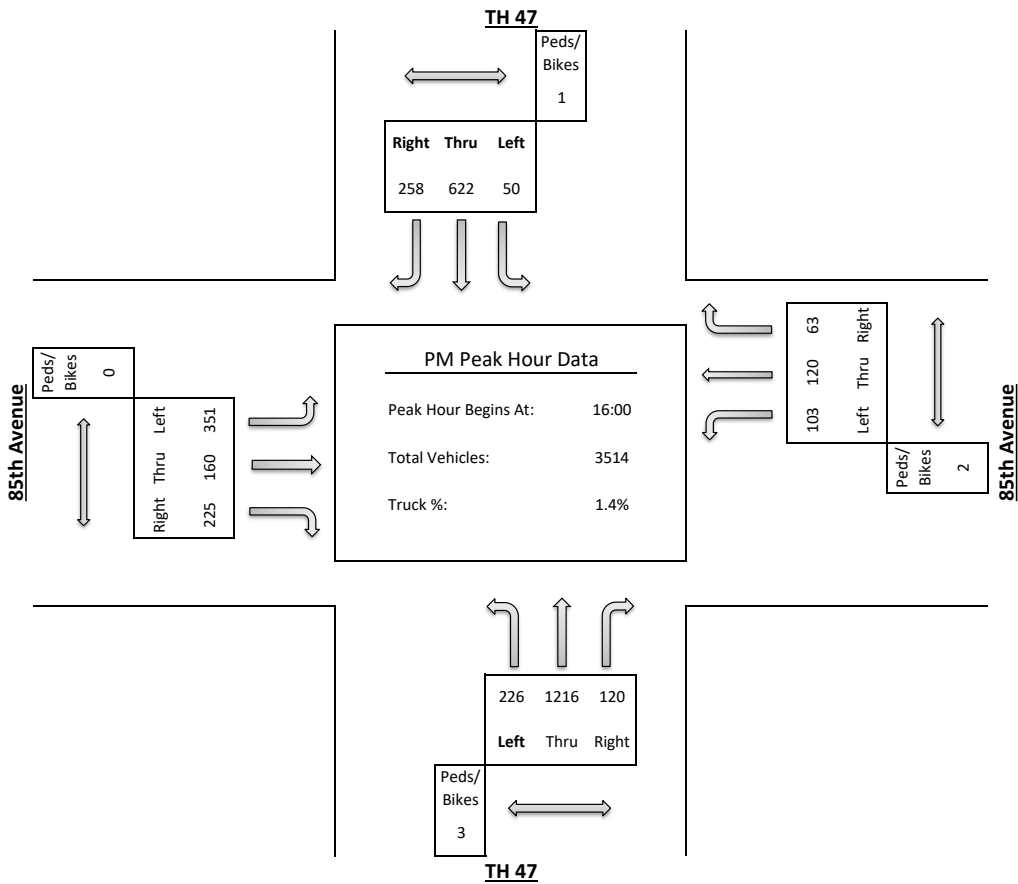 TH 47
Peds/
Bikes
1
Right Thru Left
258 622 50
85th Avenue
Peds/
Bikes
0
Left 351
Thru 160
Right 225
PM Peak Hour Data
Peak Hour Begins At: 16:00
Total Vehicles: 3514
Truck %: 1.4%
63 Right
120 Thru
103 Left
Peds/
Bikes
2
85th Avenue
226 1216 120
Left Thru Right
Peds/
Bikes
3
TH 47